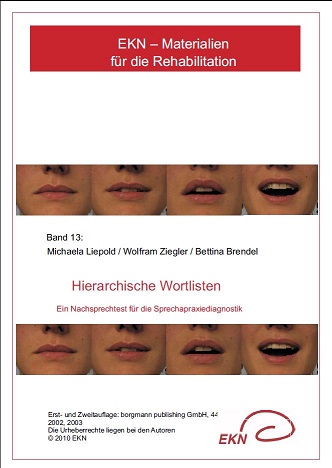 EKN – Materialien
für die Rehabilitation
Band 13:
Michaela Liepold / Wolfram Ziegler / Bettina Brendel
Hierarchische Wortlisten
Ein Nachsprechtest für die Sprechapraxiediagnostik
Erst- und Zweitauflage: borgmann publishing GmbH, 44
2002, 2003
Die Urheberrechte liegen bei den Autoren
© 2010 EKN
EKN